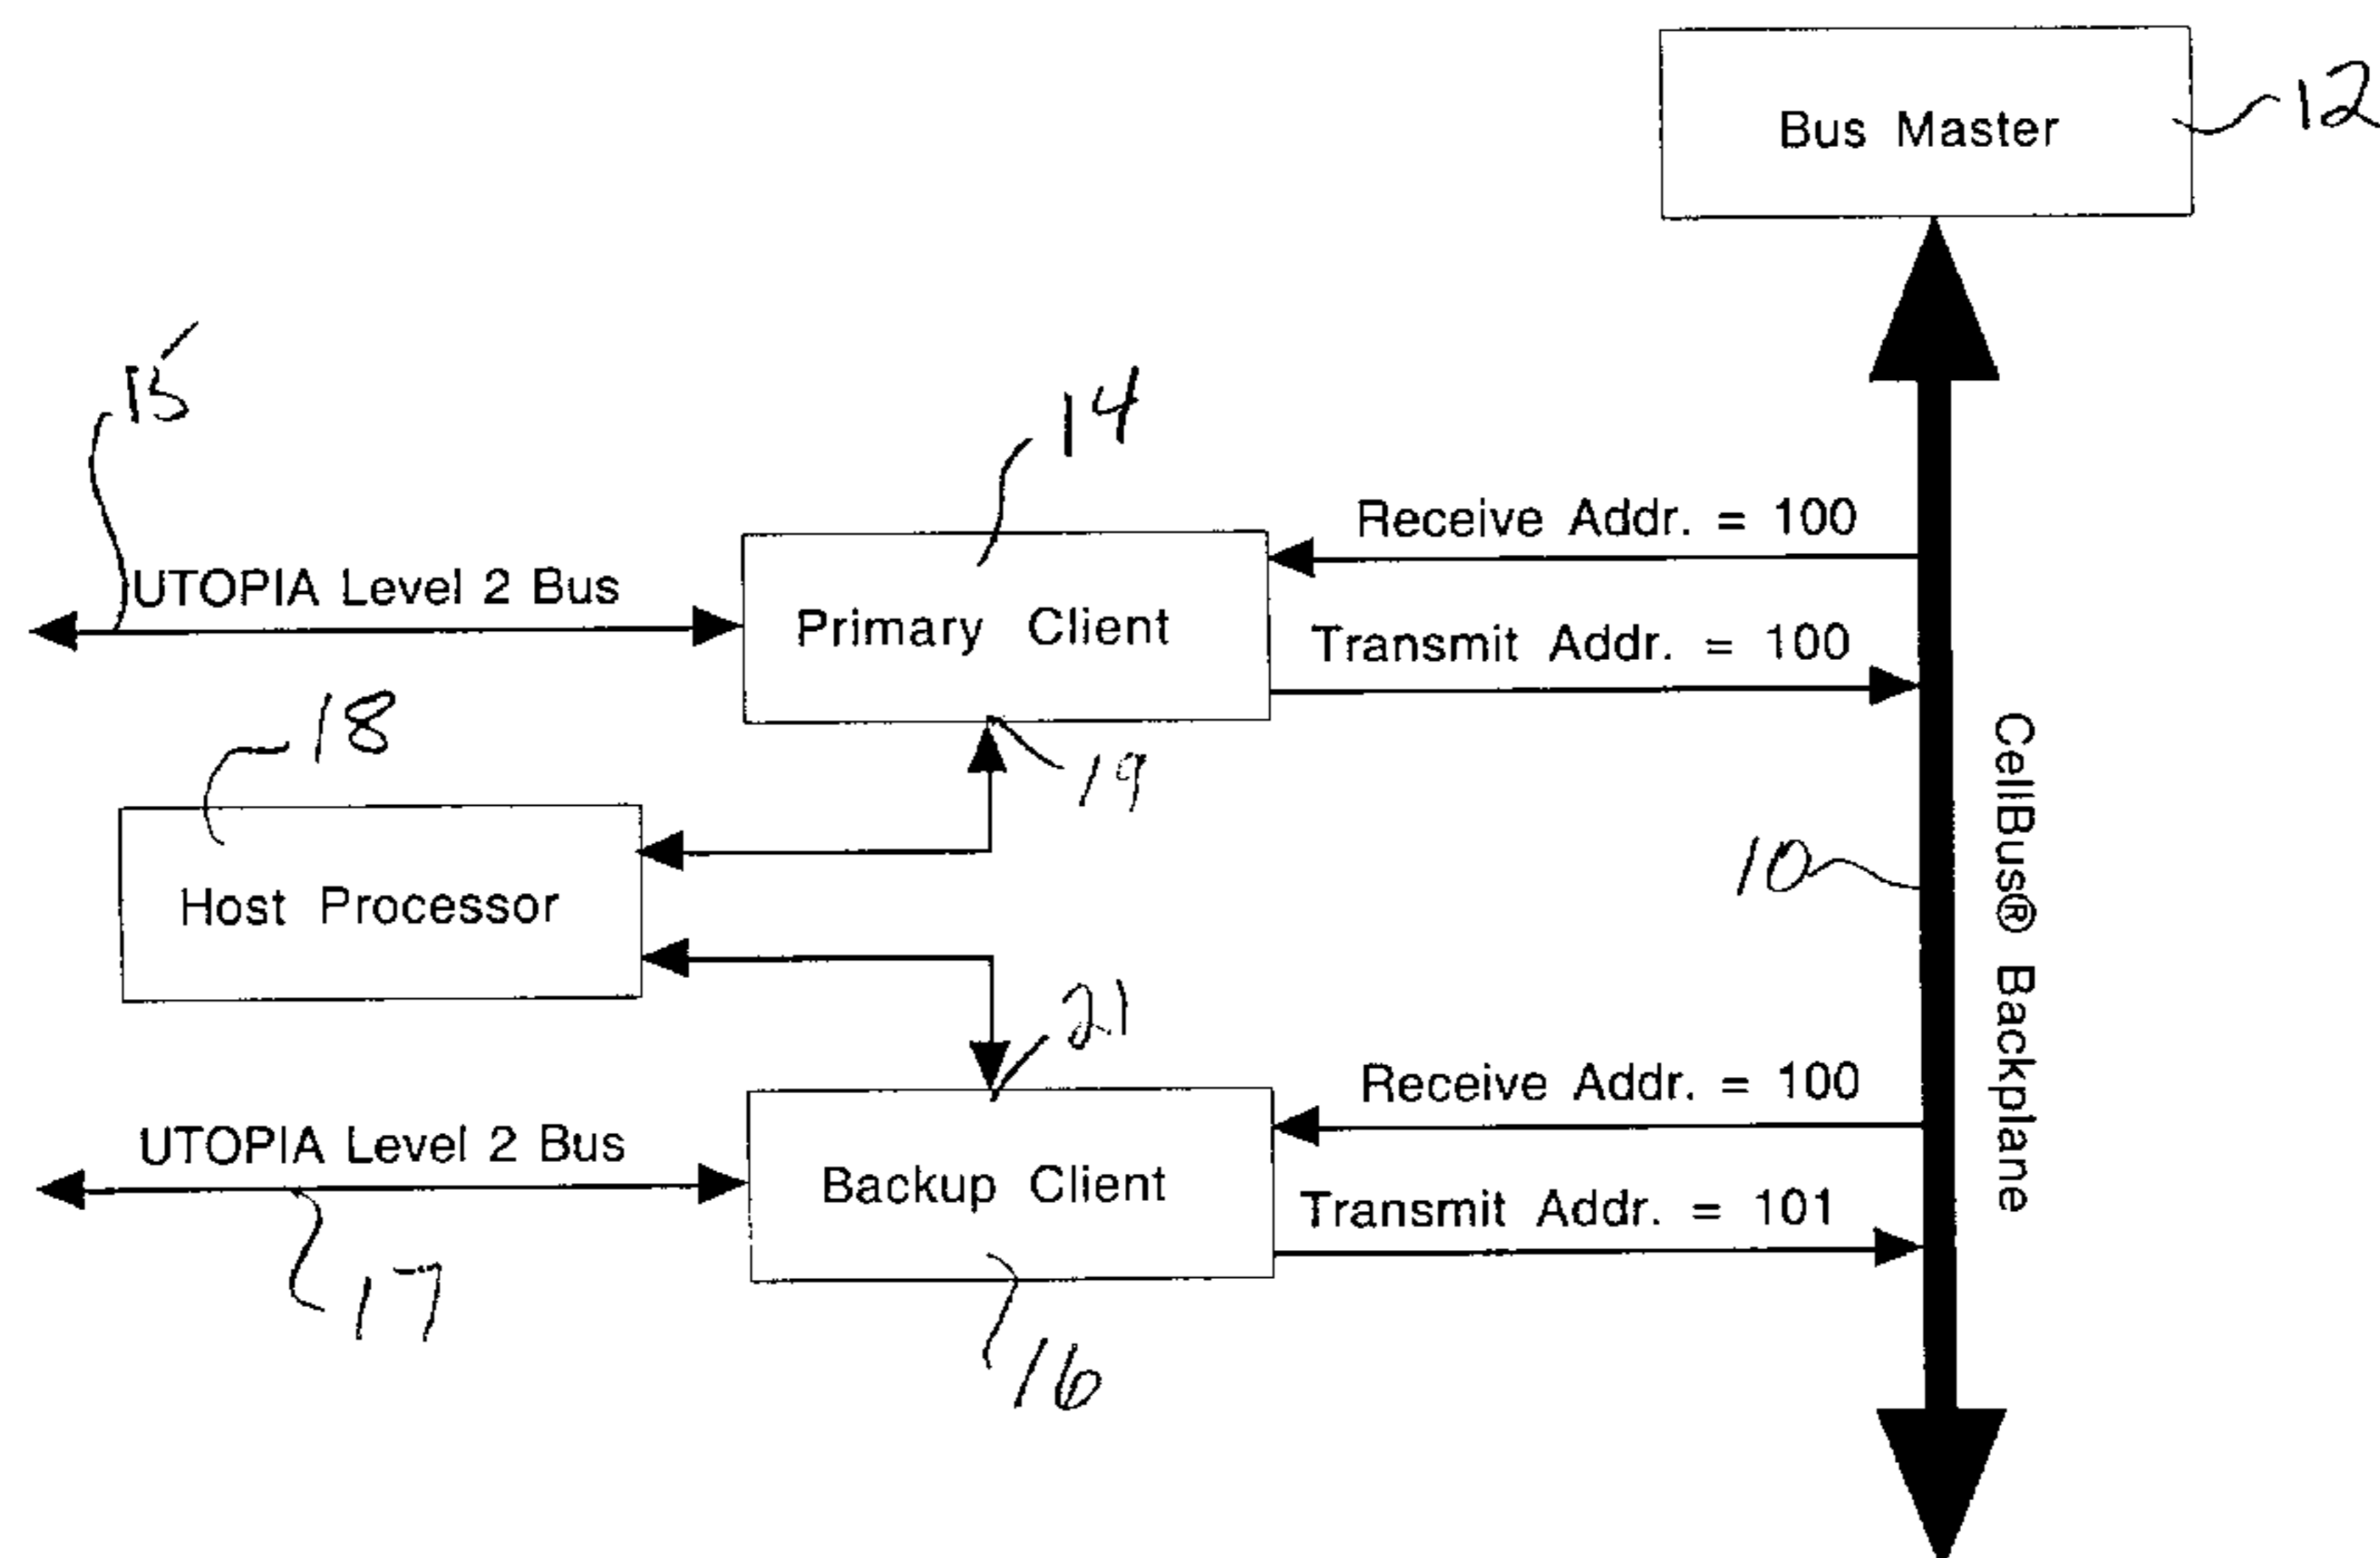 Bus Master
12
15
14
Receive Addr. = 100
UTOPIA Level 2 Bus
Primary Client
Transmit Addr. = 100
18
19
CellBus® Backplane
10
Host Processor
21
Receive Addr. = 100
UTOPIA Level 2 Bus
Backup Client
Transmit Addr. = 101
17
16